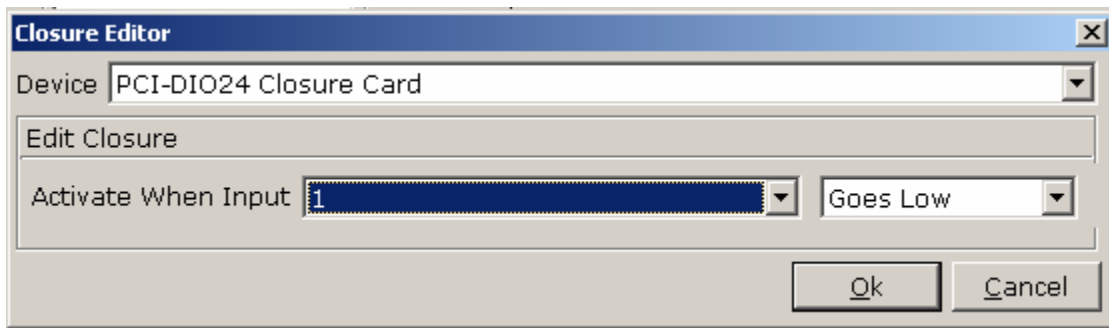 Closure Editor
Device PCI-DIO24 Closure Card
Edit Closure
Activate When Input 1 Goes Low
Ok Cancel